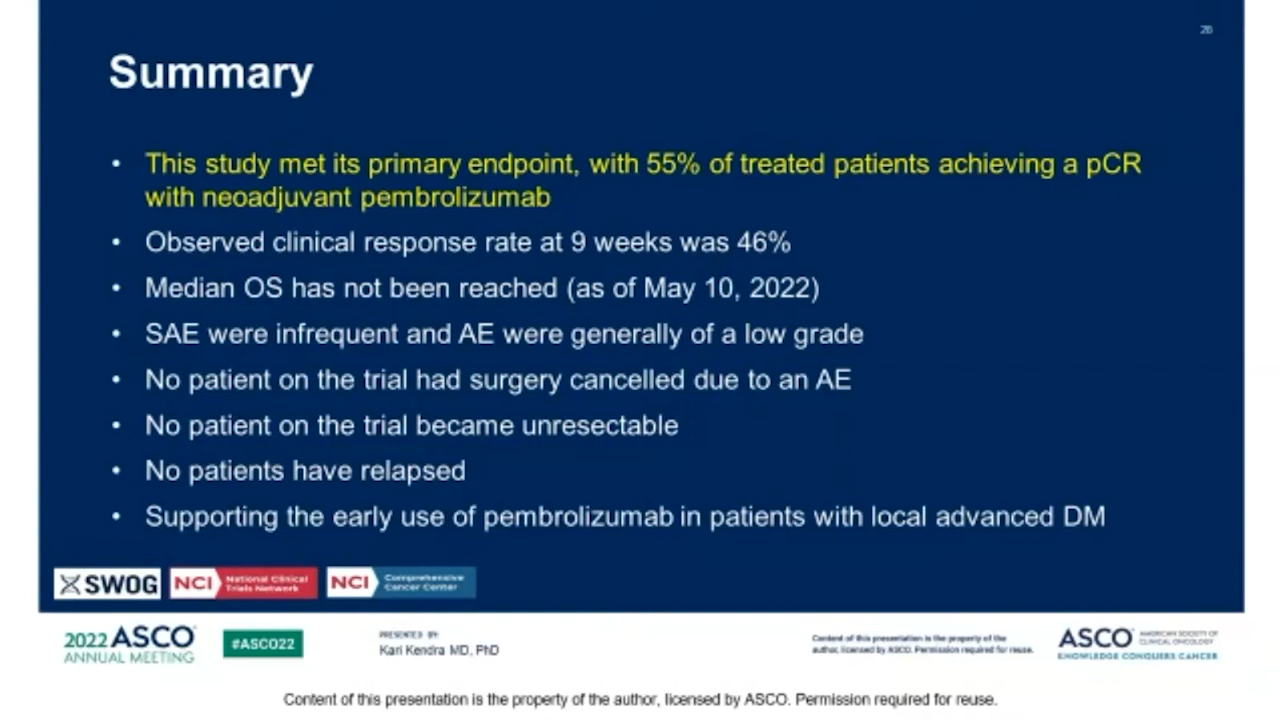 26
Summary
• This study met its primary endpoint, with 55% of treated patients achieving a pCR
with neoadjuvant pembrolizumab
• Observed clinical response rate at 9 weeks was 46%
• Median OS has not been reached (as of May 10, 2022)
• SAE were infrequent and AE were generally of a low grade
• No patient on the trial had surgery cancelled due to an AE
• No patient on the trial became unresectable
• No patients have relapsed
• Supporting the early use of pembrolizumab in patients with local advanced DM
SWOG NCI National Clinical Trials Network NCI Comprehensive Cancer Center
2022 ASCO
ANNUAL MEETING
#ASCO22
PRESENTED BY:
Kari Kendra MD, PhD
Content of this presentation is the property of the
author, licensed by ASCO. Permission required for reuse.
ASCO AMERICAN SOCIETY OF
CLINICAL ONCOLOGY
KNOWLEDGE CONQUERS CANCER
Content of this presentation is the property of the author, licensed by ASCO. Permission required for reuse.